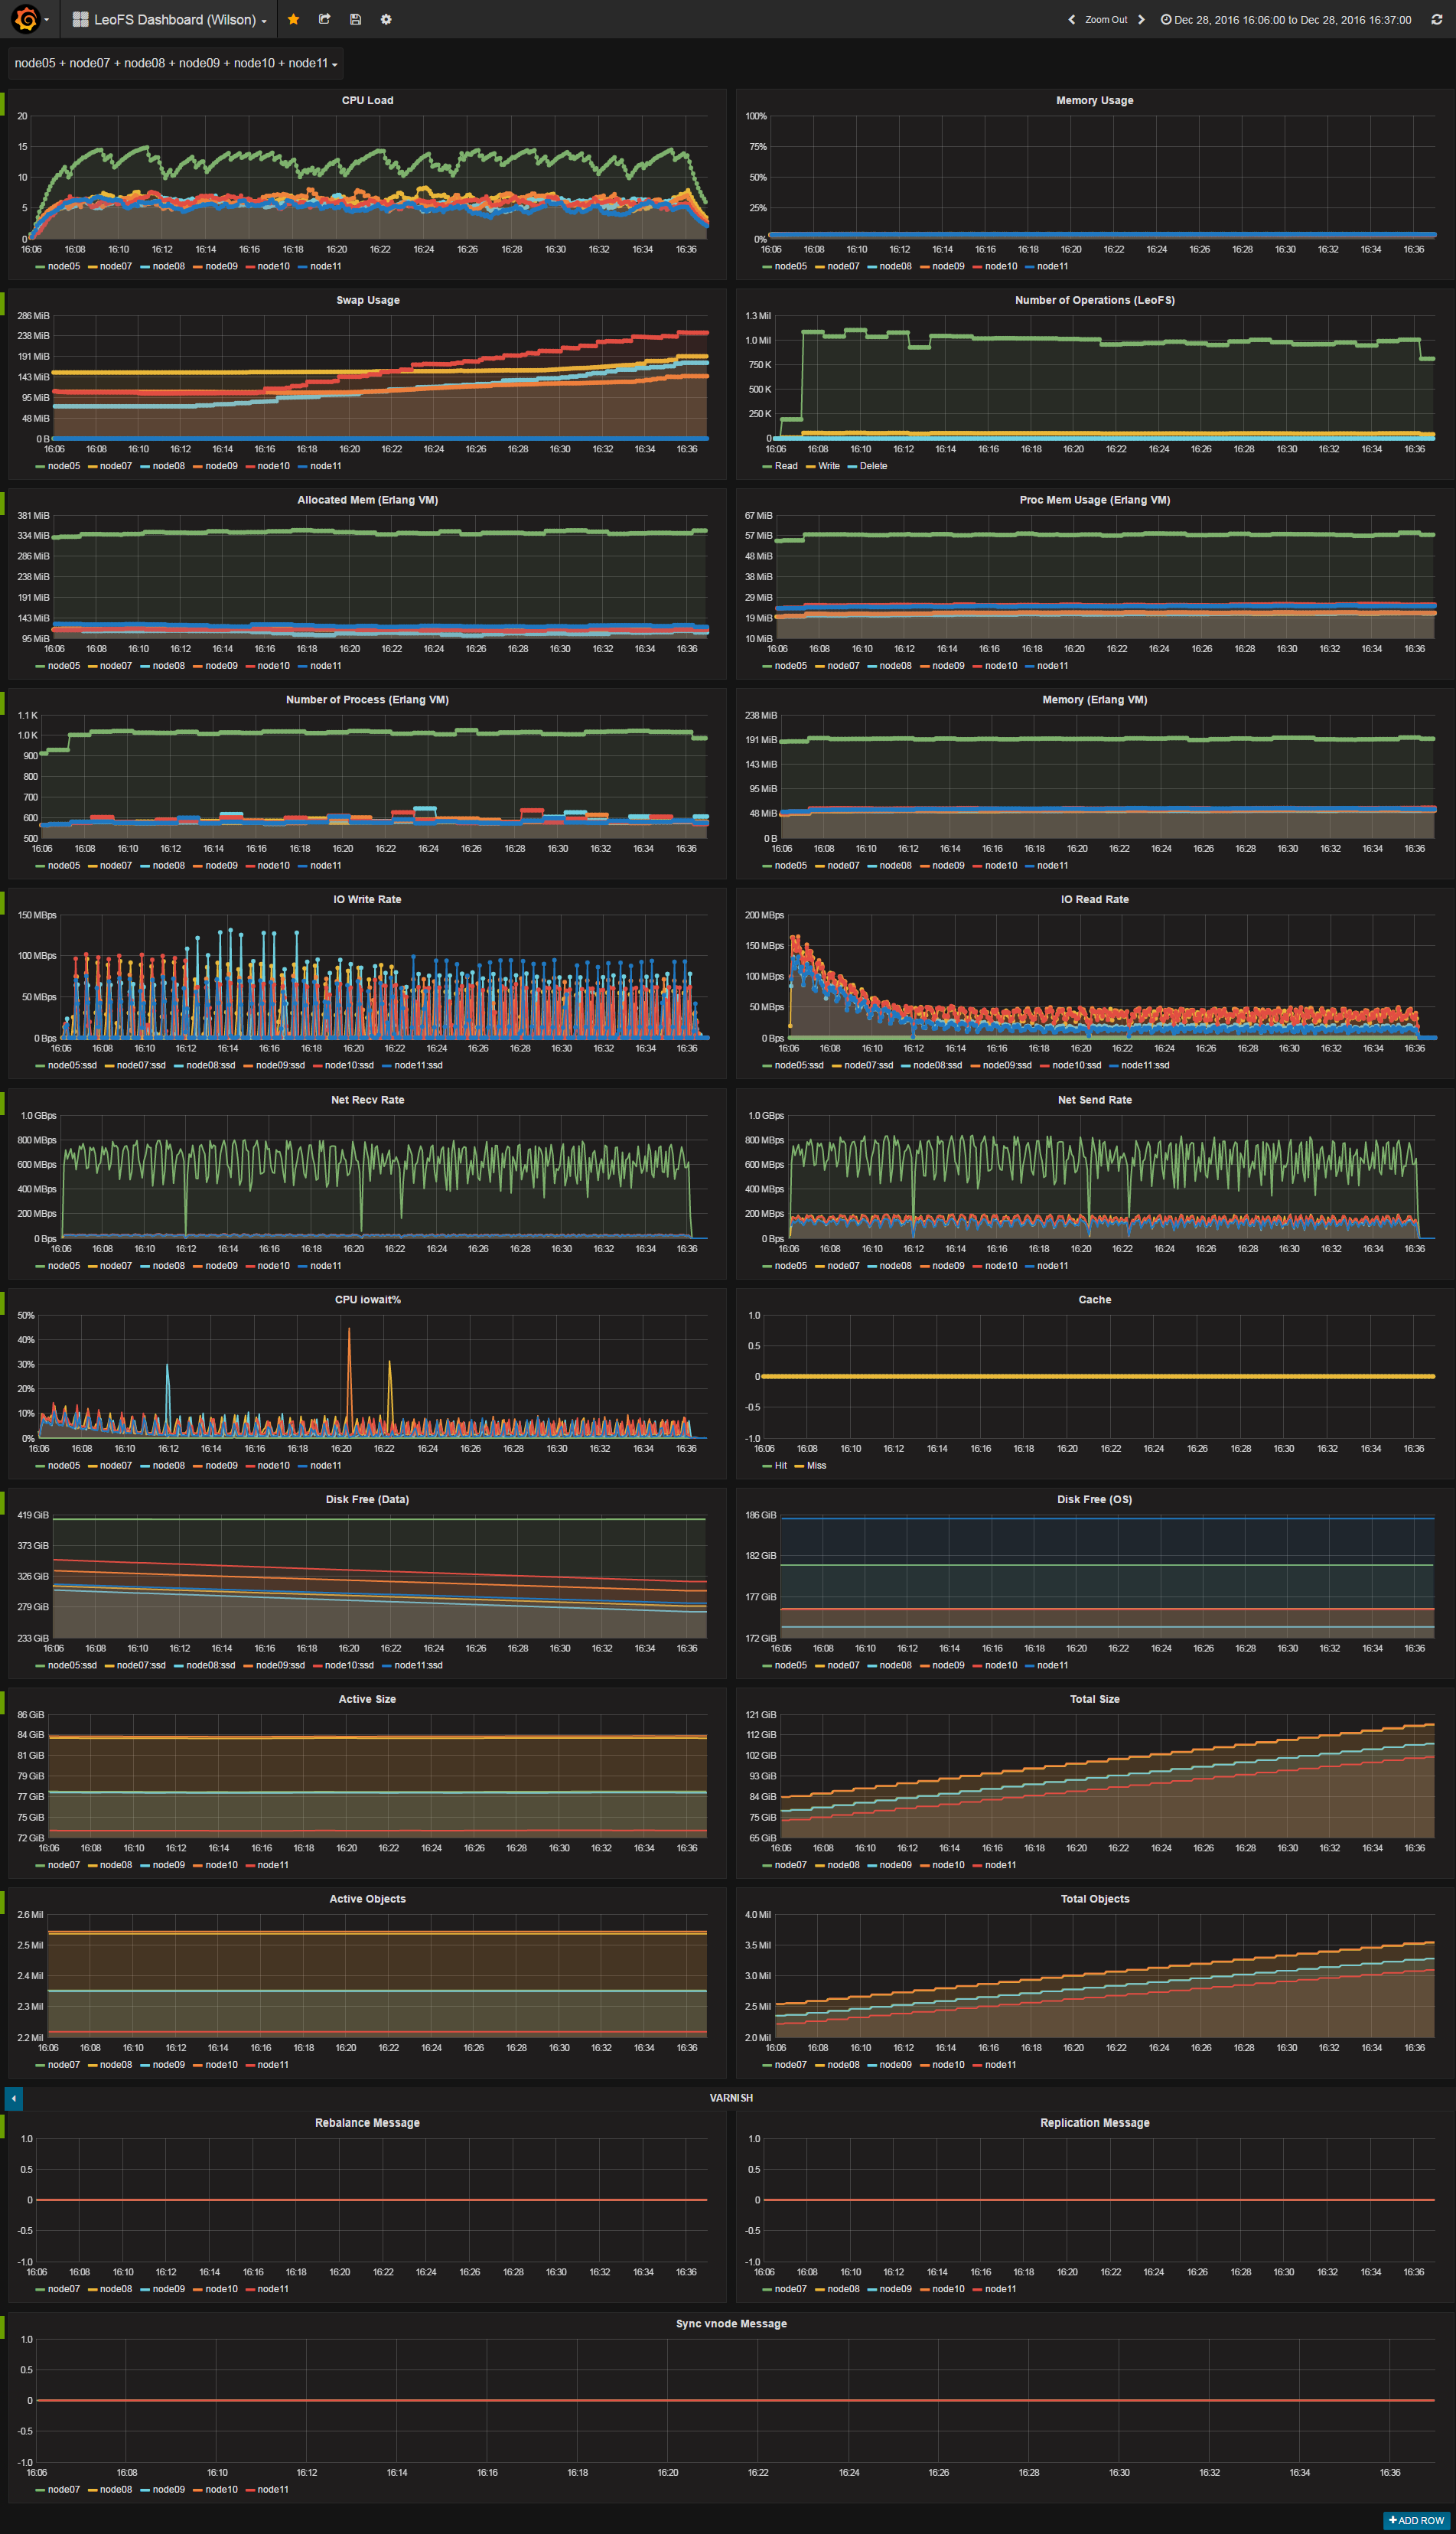 LeoFS Dashboard (Wilson)
Zoom Out
Dec 28, 2016 16:06:00 to Dec 28, 2016 16:37:00
node05 + node07 + node08 + node09 + node10 + node11
CPU Load
20
15
10
5
0
16:06 16:08 16:10 16:12 16:14 16:16 16:18 16:20 16:22 16:24 16:26 16:28 16:30 16:32 16:34 16:36
node05 node07 node08 node09 node10 node11
Memory Usage
100%
75%
50%
25%
0%
16:06 16:08 16:10 16:12 16:14 16:16 16:18 16:20 16:22 16:24 16:26 16:28 16:30 16:32 16:34 16:36
node05 node07 node08 node09 node10 node11
Swap Usage
286 MiB
238 MiB
191 MiB
143 MiB
95 MiB
48 MiB
0 B
16:06 16:08 16:10 16:12 16:14 16:16 16:18 16:20 16:22 16:24 16:26 16:28 16:30 16:32 16:34 16:36
node05 node07 node08 node09 node10 node11
Number of Operations (LeoFS)
1.3 Mil
1.0 Mil
750 K
500 K
250 K
0
16:06 16:08 16:10 16:12 16:14 16:16 16:18 16:20 16:22 16:24 16:26 16:28 16:30 16:32 16:34 16:36
Read Write Delete
Allocated Mem (Erlang VM)
381 MiB
334 MiB
286 MiB
238 MiB
191 MiB
143 MiB
95 MiB
16:06 16:08 16:10 16:12 16:14 16:16 16:18 16:20 16:22 16:24 16:26 16:28 16:30 16:32 16:34 16:36
node05 node07 node08 node09 node10 node11
Proc Mem Usage (Erlang VM)
67 MiB
57 MiB
48 MiB
38 MiB
29 MiB
19 MiB
10 MiB
16:06 16:08 16:10 16:12 16:14 16:16 16:18 16:20 16:22 16:24 16:26 16:28 16:30 16:32 16:34 16:36
node05 node07 node08 node09 node10 node11
Number of Process (Erlang VM)
1.1 K
1.0 K
900
800
700
600
500
16:06 16:08 16:10 16:12 16:14 16:16 16:18 16:20 16:22 16:24 16:26 16:28 16:30 16:32 16:34 16:36
node05 node07 node08 node09 node10 node11
Memory (Erlang VM)
238 MiB
191 MiB
143 MiB
95 MiB
48 MiB
0 B
16:06 16:08 16:10 16:12 16:14 16:16 16:18 16:20 16:22 16:24 16:26 16:28 16:30 16:32 16:34 16:36
node05 node07 node08 node09 node10 node11
IO Write Rate
150 MBps
100 MBps
50 MBps
0 Bps
16:06 16:08 16:10 16:12 16:14 16:16 16:18 16:20 16:22 16:24 16:26 16:28 16:30 16:32 16:34 16:36
node05:ssd node07:ssd node08:ssd node09:ssd node10:ssd node11:ssd
IO Read Rate
200 MBps
150 MBps
100 MBps
50 MBps
0 Bps
16:06 16:08 16:10 16:12 16:14 16:16 16:18 16:20 16:22 16:24 16:26 16:28 16:30 16:32 16:34 16:36
node05:ssd node07:ssd node08:ssd node09:ssd node10:ssd node11:ssd
Net Recv Rate
1.0 GBps
800 MBps
600 MBps
400 MBps
200 MBps
0 Bps
16:06 16:08 16:10 16:12 16:14 16:16 16:18 16:20 16:22 16:24 16:26 16:28 16:30 16:32 16:34 16:36
node05 node07 node08 node09 node10 node11
Net Send Rate
1.0 GBps
800 MBps
600 MBps
400 MBps
200 MBps
0 Bps
16:06 16:08 16:10 16:12 16:14 16:16 16:18 16:20 16:22 16:24 16:26 16:28 16:30 16:32 16:34 16:36
node05 node07 node08 node09 node10 node11
CPU iowait%
50%
40%
30%
20%
10%
0%
16:06 16:08 16:10 16:12 16:14 16:16 16:18 16:20 16:22 16:24 16:26 16:28 16:30 16:32 16:34 16:36
node05 node07 node08 node09 node10 node11
Cache
1.0
0.5
0
-0.5
-1.0
16:06 16:08 16:10 16:12 16:14 16:16 16:18 16:20 16:22 16:24 16:26 16:28 16:30 16:32 16:34 16:36
Hit Miss
Disk Free (Data)
419 GiB
373 GiB
326 GiB
279 GiB
233 GiB
16:06 16:08 16:10 16:12 16:14 16:16 16:18 16:20 16:22 16:24 16:26 16:28 16:30 16:32 16:34 16:36
node05:ssd node07:ssd node08:ssd node09:ssd node10:ssd node11:ssd
Disk Free (OS)
186 GiB
182 GiB
177 GiB
172 GiB
16:06 16:08 16:10 16:12 16:14 16:16 16:18 16:20 16:22 16:24 16:26 16:28 16:30 16:32 16:34 16:36
node05 node07 node08 node09 node10 node11
Active Size
86 GiB
84 GiB
81 GiB
79 GiB
77 GiB
75 GiB
72 GiB
16:06 16:08 16:10 16:12 16:14 16:16 16:18 16:20 16:22 16:24 16:26 16:28 16:30 16:32 16:34 16:36
node07 node08 node09 node10 node11
Total Size
121 GiB
112 GiB
102 GiB
93 GiB
84 GiB
75 GiB
65 GiB
16:06 16:08 16:10 16:12 16:14 16:16 16:18 16:20 16:22 16:24 16:26 16:28 16:30 16:32 16:34 16:36
node07 node08 node09 node10 node11
Active Objects
2.6 Mil
2.5 Mil
2.4 Mil
2.3 Mil
2.2 Mil
16:06 16:08 16:10 16:12 16:14 16:16 16:18 16:20 16:22 16:24 16:26 16:28 16:30 16:32 16:34 16:36
node07 node08 node09 node10 node11
Total Objects
4.0 Mil
3.5 Mil
3.0 Mil
2.5 Mil
2.0 Mil
16:06 16:08 16:10 16:12 16:14 16:16 16:18 16:20 16:22 16:24 16:26 16:28 16:30 16:32 16:34 16:36
node07 node08 node09 node10 node11
VARNISH
Rebalance Message
1.0
0.5
0
-0.5
-1.0
16:06 16:08 16:10 16:12 16:14 16:16 16:18 16:20 16:22 16:24 16:26 16:28 16:30 16:32 16:34 16:36
node07 node08 node09 node10 node11
Replication Message
1.0
0.5
0
-0.5
-1.0
16:06 16:08 16:10 16:12 16:14 16:16 16:18 16:20 16:22 16:24 16:26 16:28 16:30 16:32 16:34 16:36
node07 node08 node09 node10 node11
Sync vnode Message
1.0
0.5
0
-0.5
-1.0
16:06 16:08 16:10 16:12 16:14 16:16 16:18 16:20 16:22 16:24 16:26 16:28 16:30 16:32 16:34 16:36
node07 node08 node09 node10 node11
ADD ROW